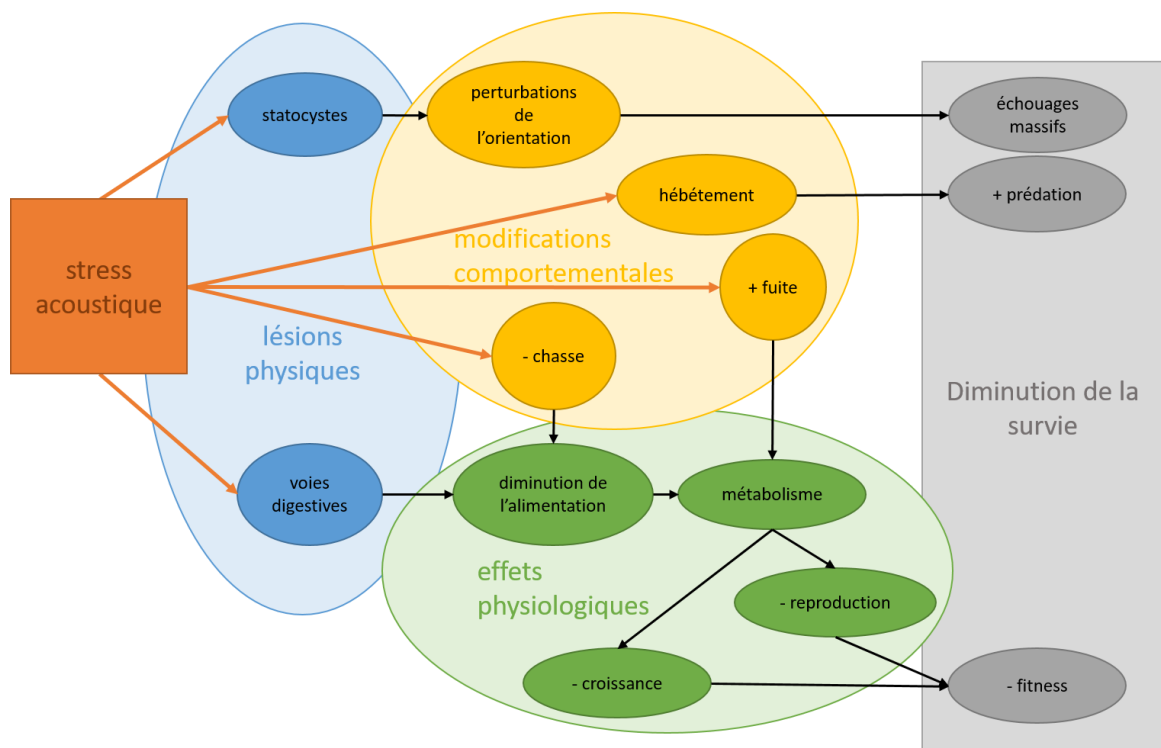 statocystes
perturbations
de
l'orientation
échouages
massifs
hébétement
+ prédation
modifications
comportementales
stress
acoustique
+ fuite
lésions
physiques
- chasse
Diminution de la
survie
voies
digestives
diminution de
l'alimentation
métabolisme
effets
physiologiques
- reproduction
- croissance
- fitness